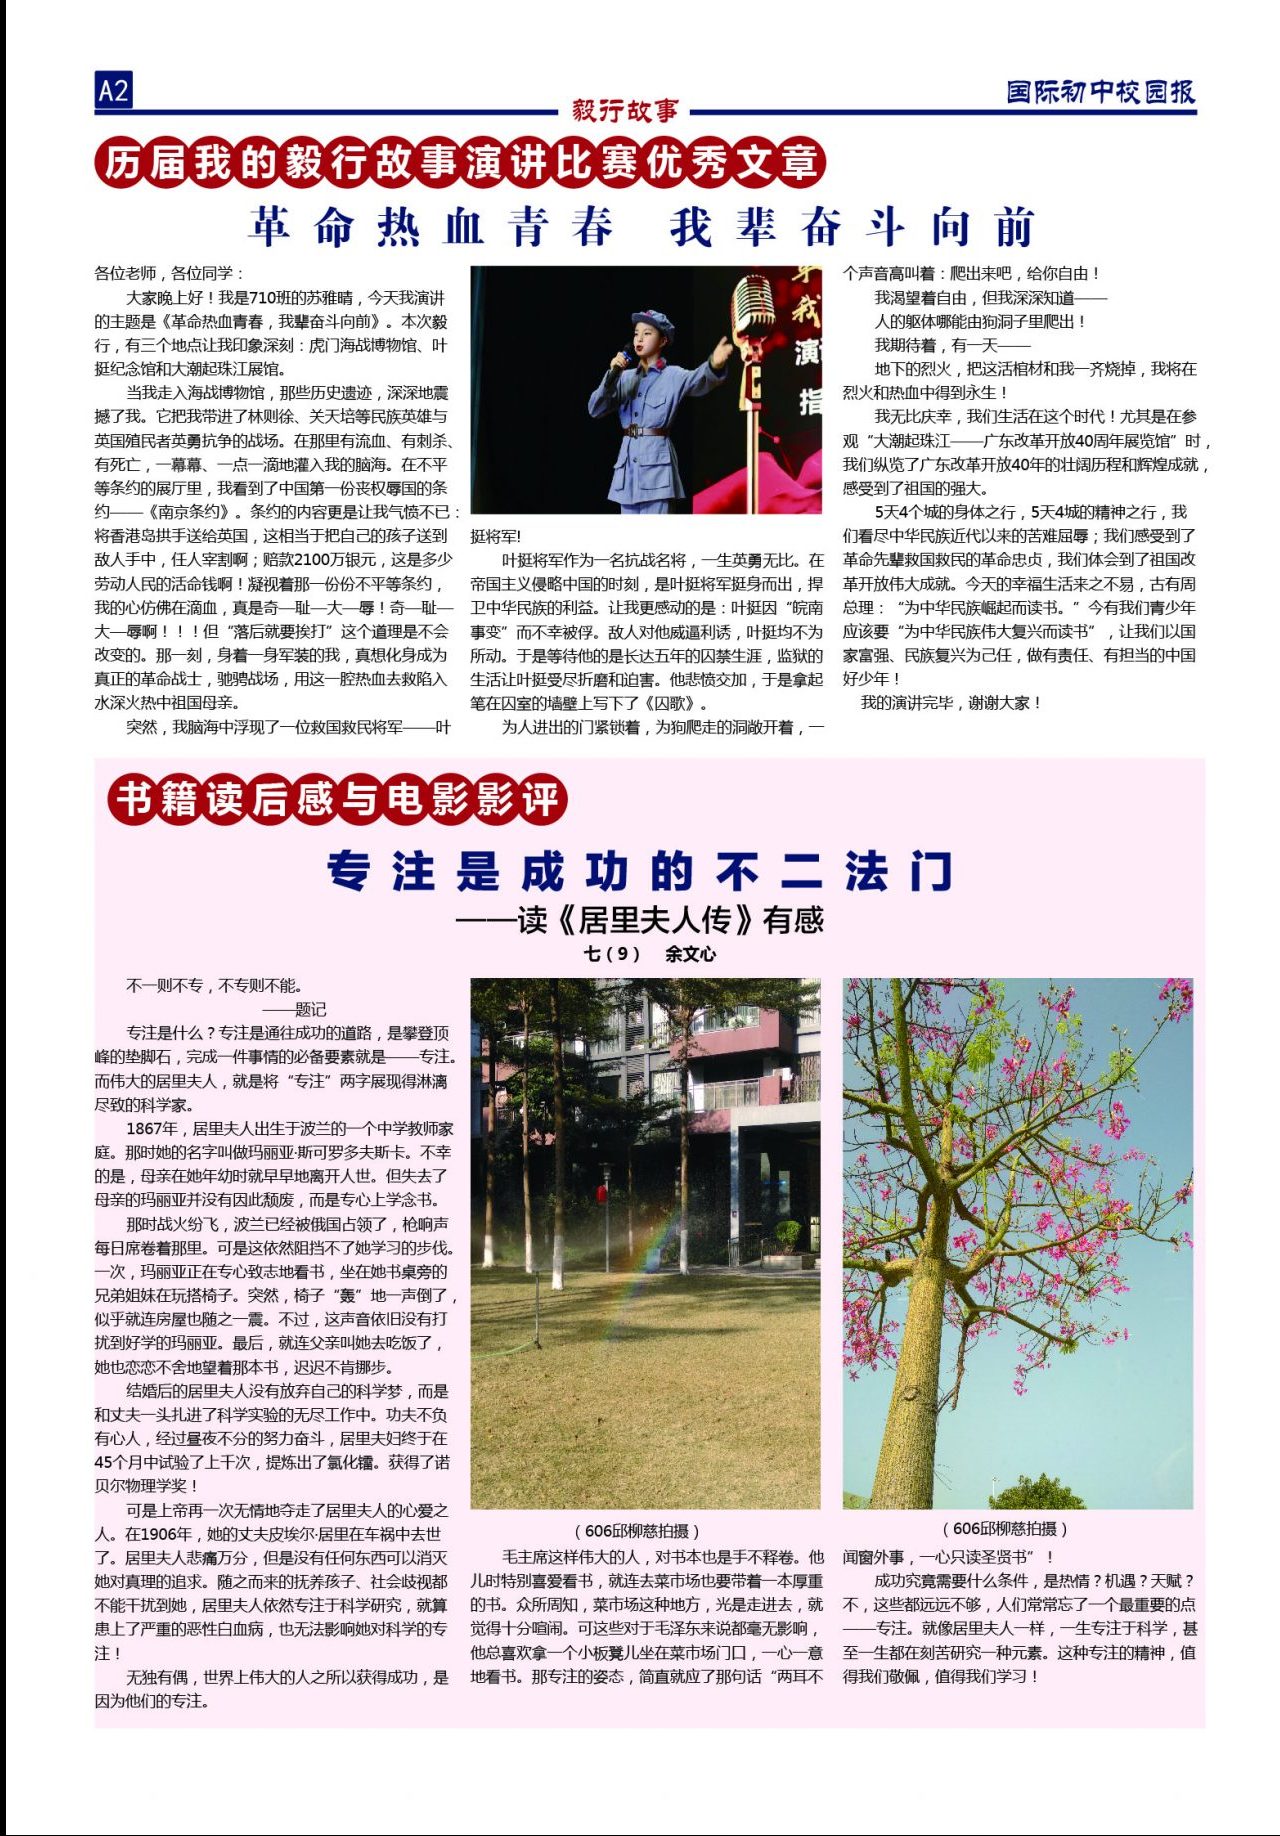 A2
毅行故事
国际初中校园报
历届我的毅行故事演讲比赛优秀文章
革命热血青春 我辈奋斗向前
各位老师，各位同学：
大家晚上好！我是710班的苏雅晴，今天我演讲
的主题是《革命热血青春，我辈奋斗向前》。本次毅
行，有三个地点让我印象深刻：虎门海战博物馆、叶
挺纪念馆和大潮起珠江展馆。
当我走入海战博物馆，那些历史遗迹，深深地震
撼了我。它把我带进了林则徐、关天培等民族英雄与
英国殖民者英勇抗争的战场。在那里有流血、有刺杀、
有死亡，一幕幕、一点一滴地灌入我的脑海。在不平
等条约的展厅里，我看到了中国第一份丧权辱国的条
约——《南京条约》。条约的内容更是让我气愤不已：
将香港岛拱手送给英国，这相当于把自己的孩子送到
敌人手中，任人宰割啊；赔款2100万银元，这是多少
劳动人民的活命钱啊！凝视着那一份份不平等条约，
我的心仿佛在滴血，真是奇—耻—大—辱！奇—耻—
大—辱啊！！！但“落后就要挨打”这个道理是不会
改变的。那一刻，身着一身军装的我，真想化身成为
真正的革命战士，驰骋战场，用这一腔热血去救陷入
水深火热中祖国母亲。
突然，我脑海中浮现了一位救国救民将军——叶
我
演
指
挺将军!
叶挺将军作为一名抗战名将，一生英勇无比。在
帝国主义侵略中国的时刻，是叶挺将军挺身而出，捍
卫中华民族的利益。让我更感动的是：叶挺因“皖南
事变”而不幸被俘。敌人对他威逼利诱，叶挺均不为
所动。于是等待他的是长达五年的囚禁生涯，监狱的
生活让叶挺受尽折磨和迫害。他悲愤交加，于是拿起
笔在囚室的墙壁上写下了《囚歌》。
为人进出的门紧锁着，为狗爬走的洞敞开着，一
个声音高叫着：爬出来吧，给你自由！
我渴望着自由，但我深深知道——
人的躯体哪能由狗洞子里爬出！
我期待着，有一天——
地下的烈火，把这活棺材和我一齐烧掉，我将在
烈火和热血中得到永生！
我无比庆幸，我们生活在这个时代！尤其是在参
观“大潮起珠江——广东改革开放40周年展览馆”时，
我们纵览了广东改革开放40年的壮阔历程和辉煌成就，
感受到了祖国的强大。
5天4个城的身体之行，5天4城的精神之行，我
们看尽中华民族近代以来的苦难屈辱；我们感受到了
革命先辈救国救民的革命忠贞，我们体会到了祖国改
革开放伟大成就。今天的幸福生活来之不易，古有周
总理：“为中华民族崛起而读书。”今有我们青少年
应该要“为中华民族伟大复兴而读书”，让我们以国
家富强、民族复兴为己任，做有责任、有担当的中国
好少年！
我的演讲完毕，谢谢大家！
书籍读后感与电影影评
专注是成功的不二法门
——读《居里夫人传》有感
七（9） 余文心
不一则不专，不专则不能。
——题记
专注是什么？专注是通往成功的道路，是攀登顶
峰的垫脚石，完成一件事情的必备要素就是——专注。
而伟大的居里夫人，就是将“专注”两字展现得淋漓
尽致的科学家。
1867年，居里夫人出生于波兰的一个中学教师家
庭。那时她的名字叫做玛丽亚·斯可罗多夫斯卡。不幸
的是，母亲在她年幼时就早早地离开人世。但失去了
母亲的玛丽亚并没有因此颓废，而是专心上学念书。
那时战火纷飞，波兰已经被俄国占领了，枪响声
每日席卷着那里。可是这依然阻挡不了她学习的步伐。
一次，玛丽亚正在专心致志地看书，坐在她书桌旁的
兄弟姐妹在玩搭椅子。突然，椅子“轰”地一声倒了，
似乎就连房屋也随之一震。不过，这声音依旧没有打
扰到好学的玛丽亚。最后，就连父亲叫她去吃饭了，
她也恋恋不舍地望着那本书，迟迟不肯挪步。
结婚后的居里夫人没有放弃自己的科学梦，而是
和丈夫一头扎进了科学实验的无尽工作中。功夫不负
有心人，经过昼夜不分的努力奋斗，居里夫妇终于在
45个月中试验了上千次，提炼出了氯化镭。获得了诺
贝尔物理学奖！
可是上帝再一次无情地夺走了居里夫人的心爱之
人。在1906年，她的丈夫皮埃尔·居里在车祸中去世
了。居里夫人悲痛万分，但是没有任何东西可以消灭
她对真理的追求。随之而来的抚养孩子、社会歧视都
不能干扰到她，居里夫人依然专注于科学研究，就算
患上了严重的恶性白血病，也无法影响她对科学的专
注！
无独有偶，世界上伟大的人之所以获得成功，是
因为他们的专注。
（606邱柳慈拍摄）
毛主席这样伟大的人，对书本也是手不释卷。他
儿时特别喜爱看书，就连去菜市场也要带着一本厚重
的书。众所周知，菜市场这种地方，光是走进去，就
觉得十分喧闹。可这些对于毛泽东来说都毫无影响，
他总喜欢拿一个小板凳儿坐在菜市场门口，一心一意
地看书。那专注的姿态，简直就应了那句话“两耳不
（606邱柳慈拍摄）
闻窗外事，一心只读圣贤书”！
成功究竟需要什么条件，是热情？机遇？天赋？
不，这些都远远不够，人们常常忘了一个最重要的点
——专注。就像居里夫人一样，一生专注于科学，甚
至一生都在刻苦研究一种元素。这种专注的精神，值
得我们敬佩，值得我们学习！